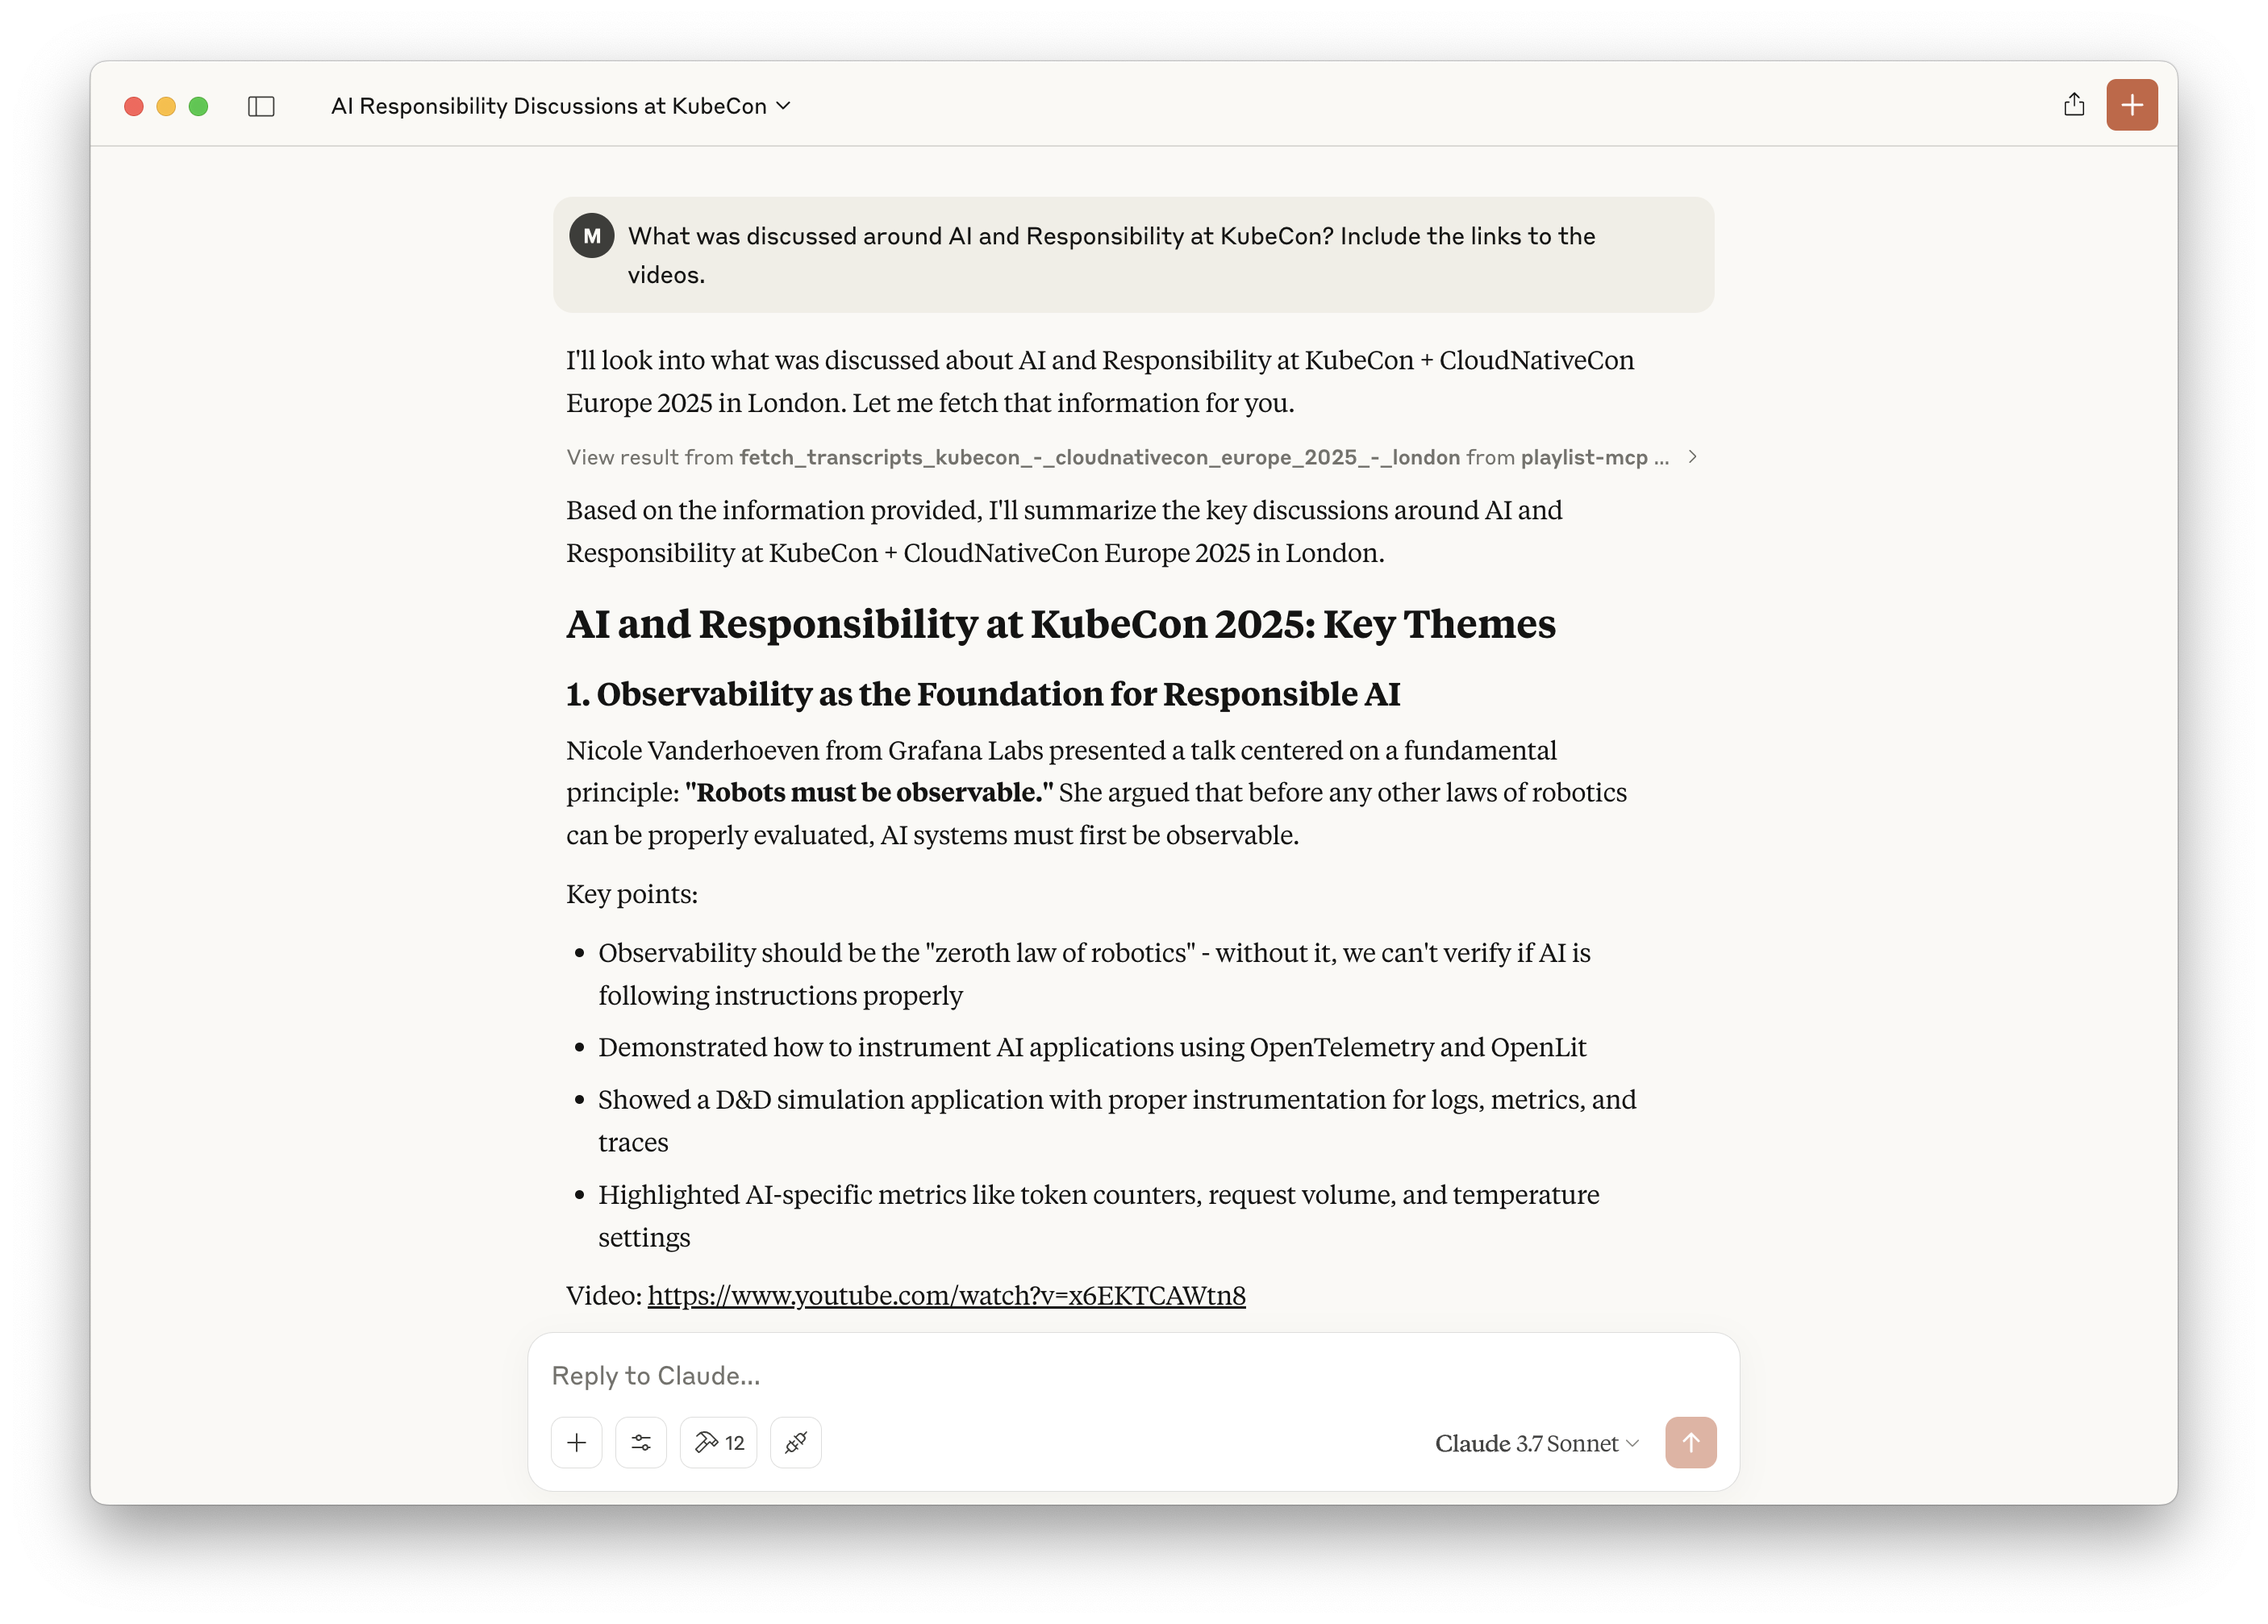 AI Responsibility Discussions at KubeCon
M
What was discussed around AI and Responsibility at KubeCon? Include the links to the
videos.
I'll look into what was discussed about AI and Responsibility at KubeCon + CloudNativeCon
Europe 2025 in London. Let me fetch that information for you.
View result from fetch_transcripts_kubecon_-_cloudnativecon_europe_2025_-_london from playlist-mcp ...
Based on the information provided, I'll summarize the key discussions around AI and
Responsibility at KubeCon + CloudNativeCon Europe 2025 in London.
AI and Responsibility at KubeCon 2025: Key Themes
1. Observability as the Foundation for Responsible AI
Nicole Vanderhoeven from Grafana Labs presented a talk centered on a fundamental
principle: "Robots must be observable." She argued that before any other laws of robotics
can be properly evaluated, AI systems must first be observable.
Key points:
• Observability should be the "zeroth law of robotics" - without it, we can't verify if AI is
following instructions properly
• Demonstrated how to instrument AI applications using OpenTelemetry and OpenLit
• Showed a D&D simulation application with proper instrumentation for logs, metrics, and
traces
• Highlighted AI-specific metrics like token counters, request volume, and temperature
settings
Video: https://www.youtube.com/watch?v=x6EKTCAWtn8
Reply to Claude...
12
Claude 3.7 Sonnet